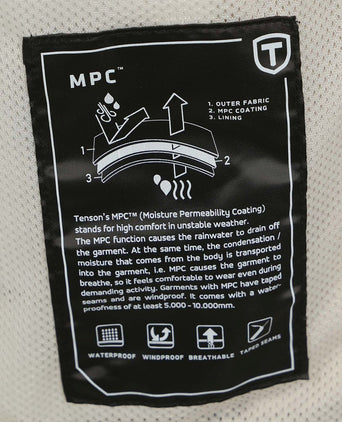 T
MPC™
1. OUTER FABRIC
2. MPC COATING
3. LINING
1
2
3
Tenson's MPC™ (Moisture Permeability Coating)
stands for high comfort in unstable weather.
The MPC function causes the rainwater to drain off
the garment. At the same time, the condensation /
moisture that comes from the body is transported
into the garment, i.e. MPC causes the garment to
breathe, so it feels comfortable to wear even during
demanding activity. Garments with MPC have taped
seams and are windproof. It comes with a water-
proofness of at least 5.000 - 10.000mm.
WATERPROOF WINDPROOF BREATHABLE TAPED SEAMS